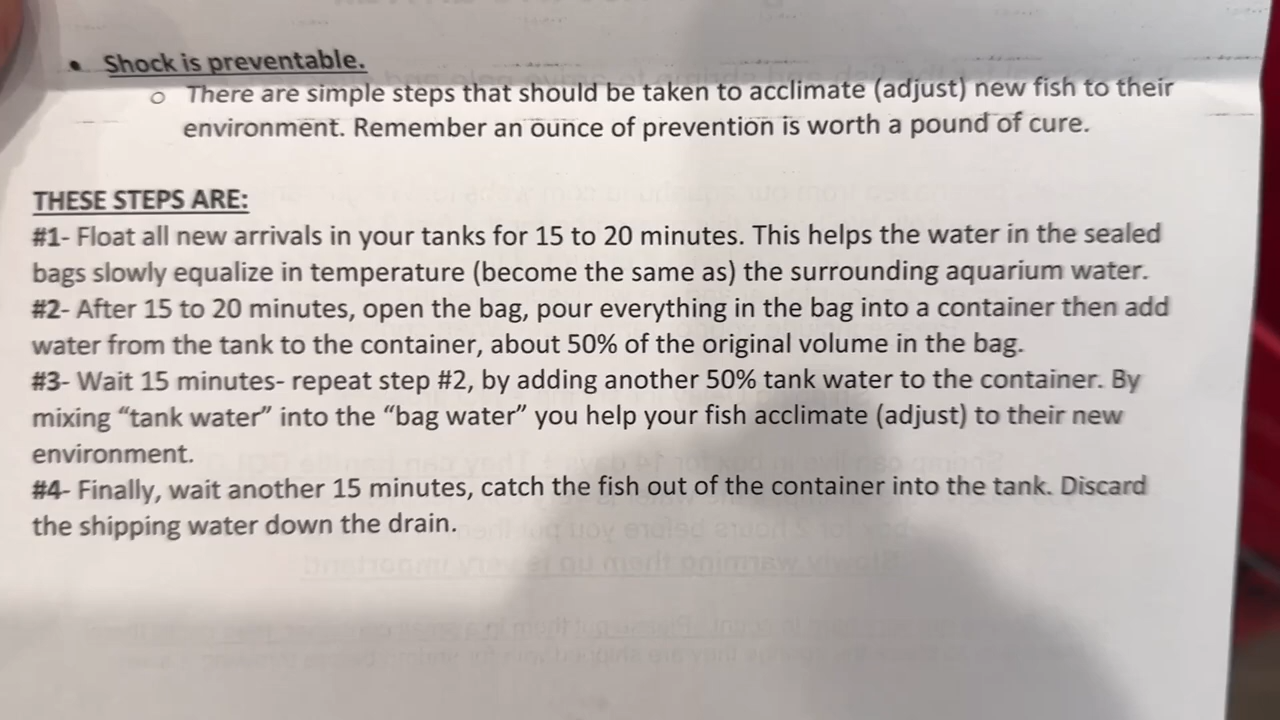 • Shock is preventable.
o There are simple steps that should be taken to acclimate (adjust) new fish to their
environment. Remember an ounce of prevention is worth a pound of cure.
THESE STEPS ARE:
#1- Float all new arrivals in your tanks for 15 to 20 minutes. This helps the water in the sealed
bags slowly equalize in temperature (become the same as) the surrounding aquarium water.
#2- After 15 to 20 minutes, open the bag, pour everything in the bag into a container then add
water from the tank to the container, about 50% of the original volume in the bag.
#3- Wait 15 minutes- repeat step #2, by adding another 50% tank water to the container. By
mixing “tank water” into the “bag water” you help your fish acclimate (adjust) to their new
environment.
#4- Finally, wait another 15 minutes, catch the fish out of the container into the tank. Discard
the shipping water down the drain.